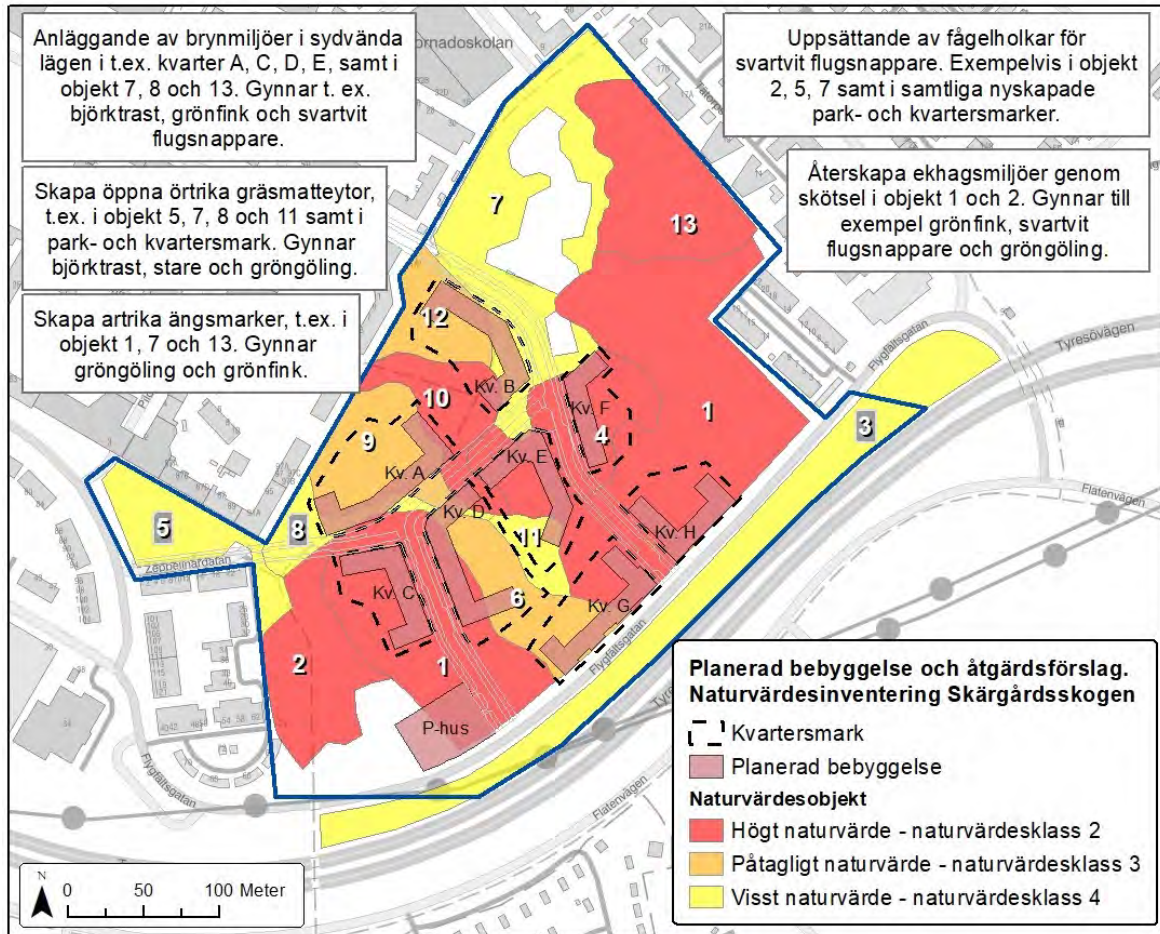 Anläggande av brynmiljöer i sydvända
lägen i t.ex. kvarter A, C, D, E, samt i
objekt 7, 8 och 13. Gynnar t. ex.
björktrast, grönfink och svartvit
flugsnappare.
Skapa öppna örtrika gräsmatteytor,
t.ex. i objekt 5, 7, 8 och 11 samt i
park- och kvartersmark. Gynnar
björktrast, stare och gröngöling.
Skapa artrika ängsmarker, t.ex. i
objekt 1, 7 och 13. Gynnar
gröngöling och grönfink.
Uppsättande av fågelholkar för
svartvit flugsnappare. Exempelvis i objekt
2, 5, 7 samt i samtliga nyskapade
park- och kvartersmarker.
Återskapa ekhagsmiljöer genom
skötsel i objekt 1 och 2. Gynnar till
exempel grönfink, svartvit
flugsnappare och gröngöling.
ornadoskolan
7
13
12
Kv. B
10
9
Kv. A
Kv. F
4
1
Kv. E
3
Flygfältsgatan
Tyresövägen
Flatenvägen
5
8
Zeppelinargatan
Kv. D
11
Kv. H
Kv. C
6
Kv. G
Flygfältsgatan
2
1
P-hus
Flygfältsgatan
Flatenvägen
Planerad bebyggelse och åtgärdsförslag.
Naturvärdesinventering Skärgårdsskogen
Kvartersmark
Planerad bebyggelse
Naturvärdesobjekt
Högt naturvärde - naturvärdesklass 2
Påtagligt naturvärde - naturvärdesklass 3
Visst naturvärde - naturvärdesklass 4
N
0 50 100 Meter